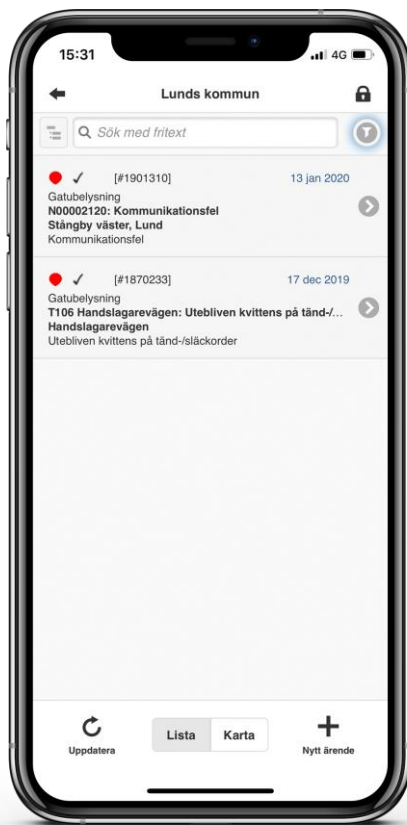 15:31 4G
Lunds kommun
Sök med fritext
[#1901310] 13 jan 2020
Gatubelysning
N00002120: Kommunikationsfel
Stångby väster, Lund
Kommunikationsfel
[#1870233] 17 dec 2019
Gatubelysning
T106 Handslagarevägen: Utebliven kvittens på tänd-/...
Handslagarevägen
Utebliven kvittens på tänd-/släckorder
Uppdatera
Lista Karta
Nytt ärende